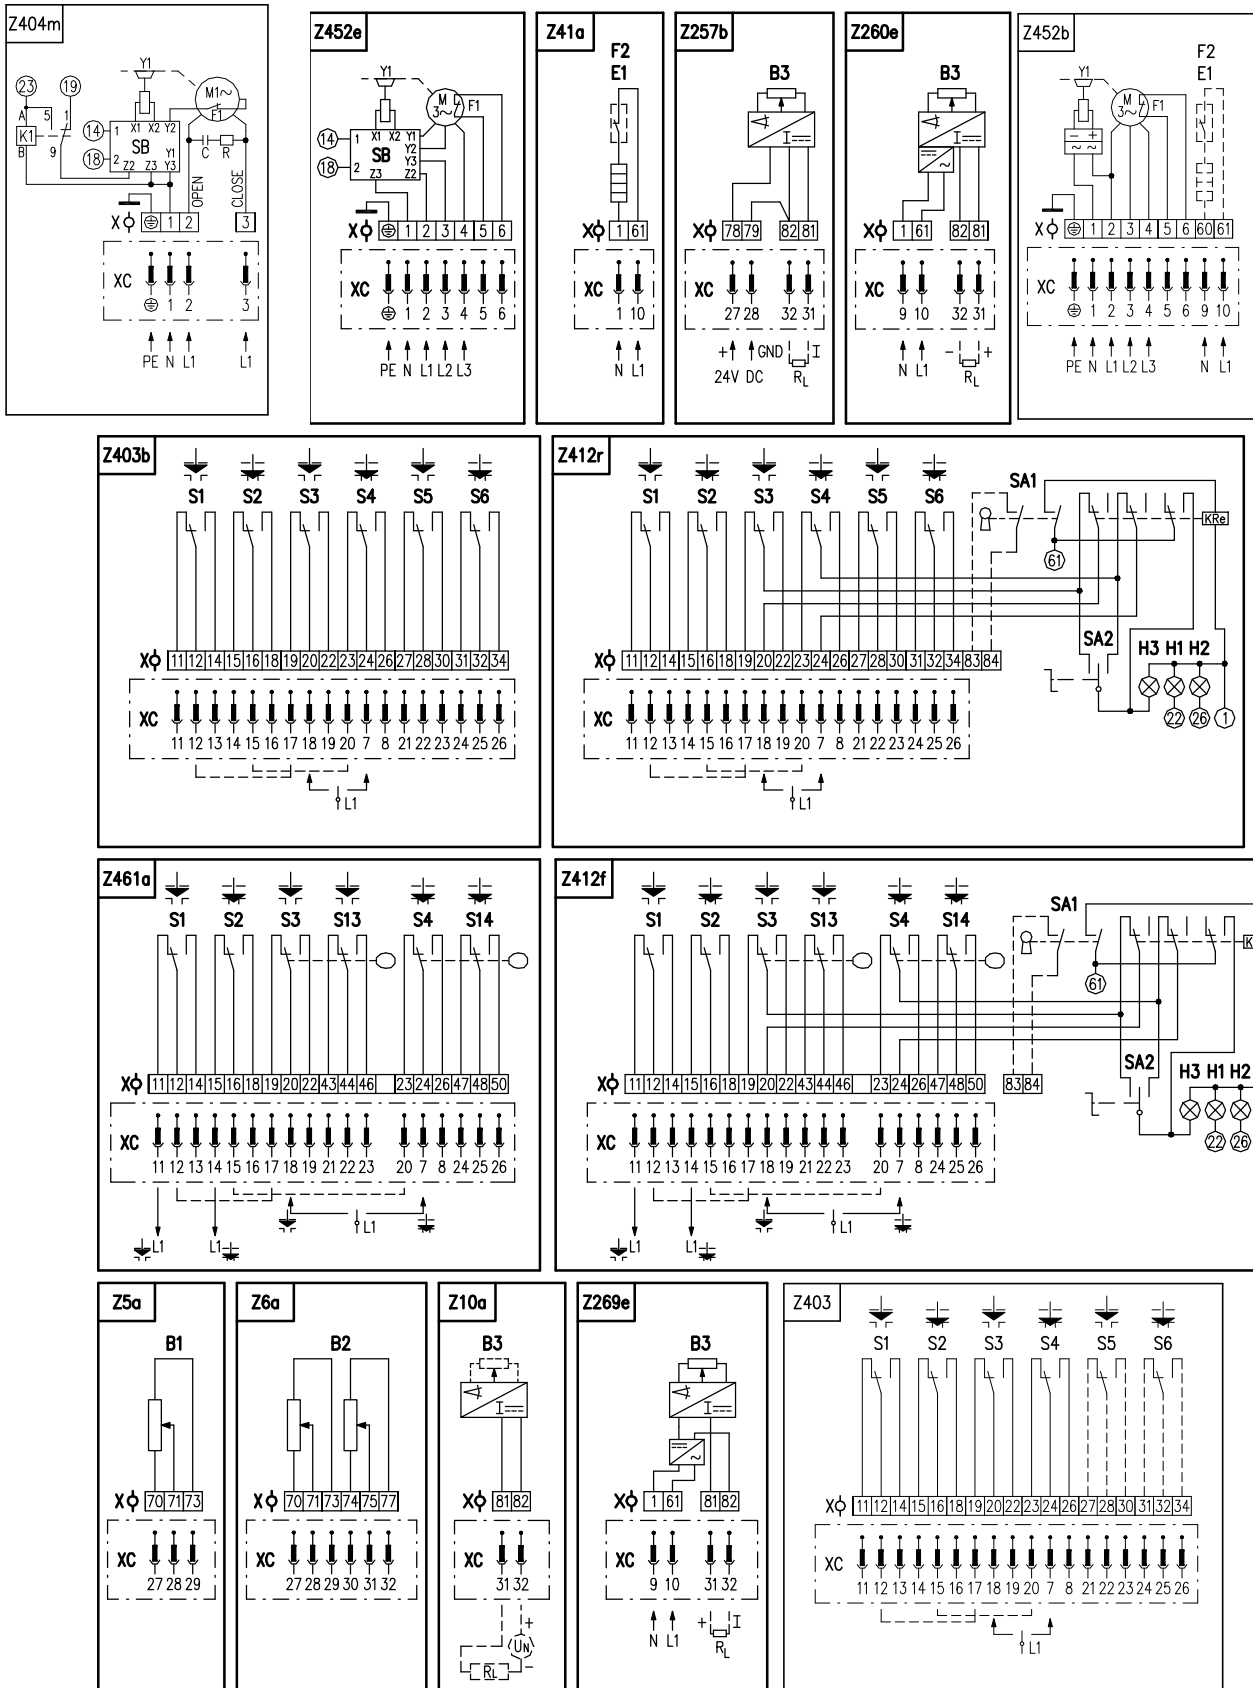 Z404m
Y1
23 19
M1~
F1
A 5 1
K1
B 9
14 1 X1 X2 Y2
SB
18 2 Z2 Z3 Y1 Y3
C R
OPEN CLOSE
X 1 2 3
XC
1 2 3
PE N L1 L1
Z452e
Y1
M 3~ F1
14 1 X1 X2 Y1
SB Y2
Y3
18 2 Z3 Z2
X 1 2 3 4 5 6
XC
1 2 3 4 5 6
PE N L1 L2 L3
Z41a
F2
E1
X 1 61
XC
1 10
N L1
Z257b
B3
I
X 78 79 82 81
XC
27 28 32 31
+ GND I
24V DC RL
Z260e
B3
I
~
X 1 61 82 81
XC
9 10 32 31
- +
N L1 RL
Z452b
Y1
F2
E1
M 3~ F1
- +
~ ~
X 1 2 3 4 5 6 60 61
XC
1 2 3 4 5 6 9 10
PE N L1 L2 L3 N L1
Z403b
S1 S2 S3 S4 S5 S6
X 11 12 14 15 16 18 19 20 22 23 24 26 27 28 30 31 32 34
XC
11 12 13 14 15 16 17 18 19 20 7 8 21 22 23 24 25 26
L1
Z412r
S1 S2 S3 S4 S5 S6 SA1
KRe
61
SA2
H3 H1 H2
X 11 12 14 15 16 18 19 20 22 23 24 26 27 28 30 31 32 34 83 84
22 26 1
XC
11 12 13 14 15 16 17 18 19 20 7 8 21 22 23 24 25 26
L1
Z461a
S1 S2 S3 S13 S4 S14
X 11 12 14 15 16 18 19 20 22 43 44 46 23 24 26 47 48 50
XC
11 12 13 14 15 16 17 18 19 21 22 23 20 7 8 24 25 26
L1
L1 L1
Z412f
S1 S2 S3 S13 S4 S14 SA1
K
61
SA2
H3 H1 H2
X 11 12 14 15 16 18 19 20 22 43 44 46 23 24 26 47 48 50 83 84
22 26
XC
11 12 13 14 15 16 17 18 19 21 22 23 20 7 8 24 25 26
L1
L1 L1
Z5a
B1
X 70 71 73
XC
27 28 29
Z6a
B2
X 70 71 73 74 75 77
XC
27 28 29 30 31 32
Z10a
B3
I
X 81 82
XC
31 32
+
UN
RL -
Z269e
B3
I
~
X 1 61 81 82
XC
9 10 31 32
+ I
N L1 RL
Z403
S1 S2 S3 S4 S5 S6
X 11 12 14 15 16 18 19 20 22 23 24 26 27 28 30 31 32 34
XC
11 12 13 14 15 16 17 18 19 20 7 8 21 22 23 24 25 26
L1